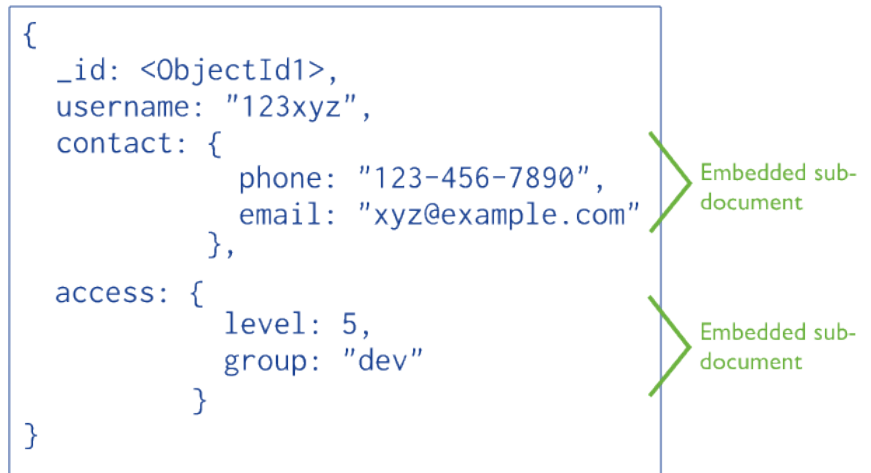 {
_id: <ObjectId1>,
username: "123xyz",
contact: {
phone: "123-456-7890",
email: "xyz@example.com"
},
Embedded sub-
document
access: {
level: 5,
group: "dev"
}
Embedded sub-
document
}